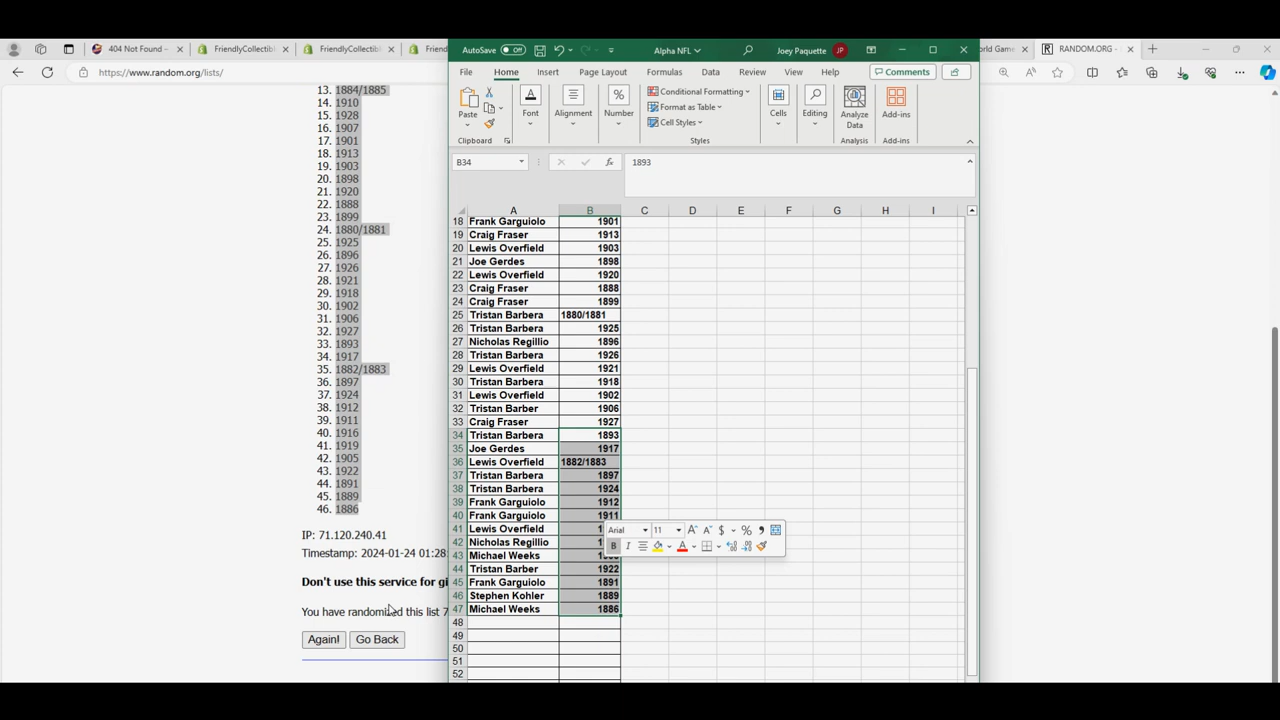 404 Not Found –
FriendlyCollectib
FriendlyCollectib
Friend
AutoSave Off
Alpha NFL
Joey Paquette JP
orld Game
RANDOM.ORG -
https://www.random.org/lists/
File Home Insert Page Layout Formulas Data Review View Help Comments
Paste
Clipboard
Font
Alignment
Number
Conditional Formatting
Format as Table
Cell Styles
Styles
Cells
Editing
Analyze Data
Analysis
Add-ins
Add-ins
B34 fx 1893
A B C D E F G H I
13. 1884/1885
14. 1910
15. 1928
16. 1907
17. 1901
18. 1913
19. 1903
20. 1898
21. 1920
22. 1888
23. 1899
24. 1880/1881
25. 1925
26. 1896
27. 1926
28. 1921
29. 1918
30. 1902
31. 1906
32. 1927
33. 1893
34. 1917
35. 1882/1883
36. 1897
37. 1924
38. 1912
39. 1911
40. 1916
41. 1919
42. 1905
43. 1922
44. 1891
45. 1889
46. 1886
IP: 71.120.240.41
Timestamp: 2024-01-24 01:28:
Don't use this service for gi
You have randomized this list 7
Again! Go Back
18 Frank Garguiolo 1901
19 Craig Fraser 1913
20 Lewis Overfield 1903
21 Joe Gerdes 1898
22 Lewis Overfield 1920
23 Craig Fraser 1888
24 Craig Fraser 1899
25 Tristan Barbera 1880/1881
26 Tristan Barbera 1925
27 Nicholas Regillio 1896
28 Tristan Barbera 1926
29 Lewis Overfield 1921
30 Tristan Barbera 1918
31 Lewis Overfield 1902
32 Tristan Barber 1906
33 Craig Fraser 1927
34 Tristan Barbera 1893
35 Joe Gerdes 1917
36 Lewis Overfield 1882/1883
37 Tristan Barbera 1897
38 Tristan Barbera 1924
39 Frank Garguiolo 1912
40 Frank Garguiolo 1911
41 Lewis Overfield
42 Nicholas Regillio
43 Michael Weeks
44 Tristan Barber 1922
45 Frank Garguiolo 1891
46 Stephen Kohler 1889
47 Michael Weeks 1886
48
49
50
51
52
Arial 11 A A $ % ,
B I A